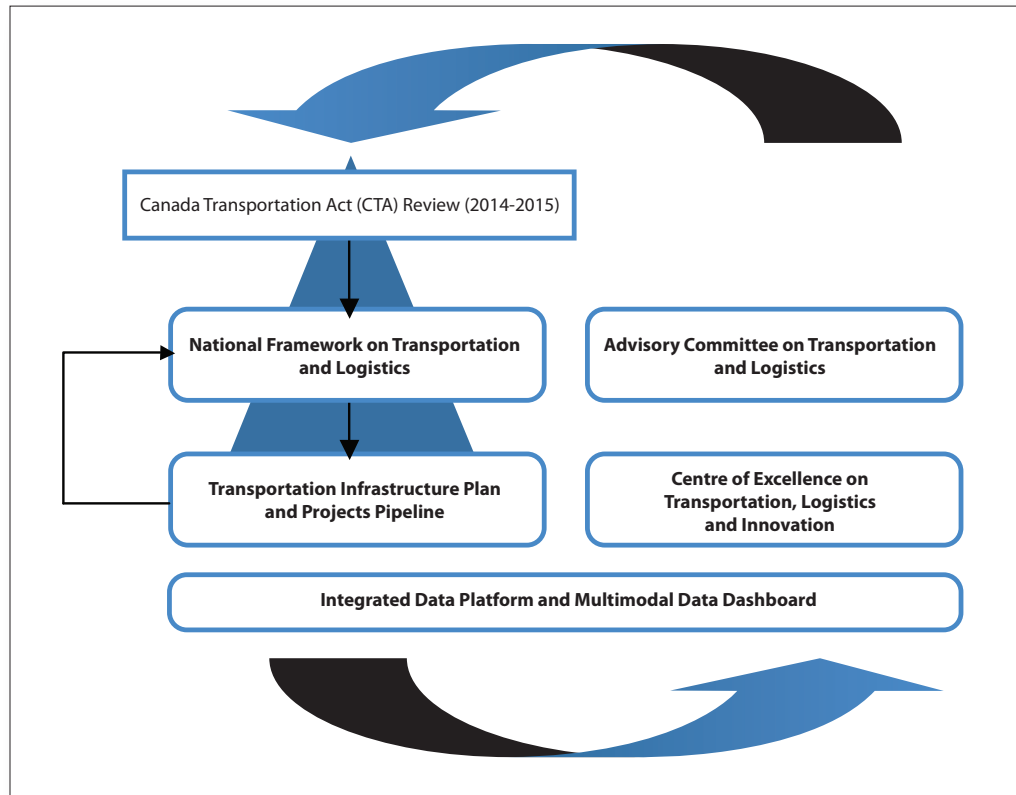 Canada Transportation Act (CTA) Review (2014-2015)
National Framework on Transportation
and Logistics
Advisory Committee on Transportation
and Logistics
Transportation Infrastructure Plan
and Projects Pipeline
Centre of Excellence on
Transportation, Logistics
and Innovation
Integrated Data Platform and Multimodal Data Dashboard